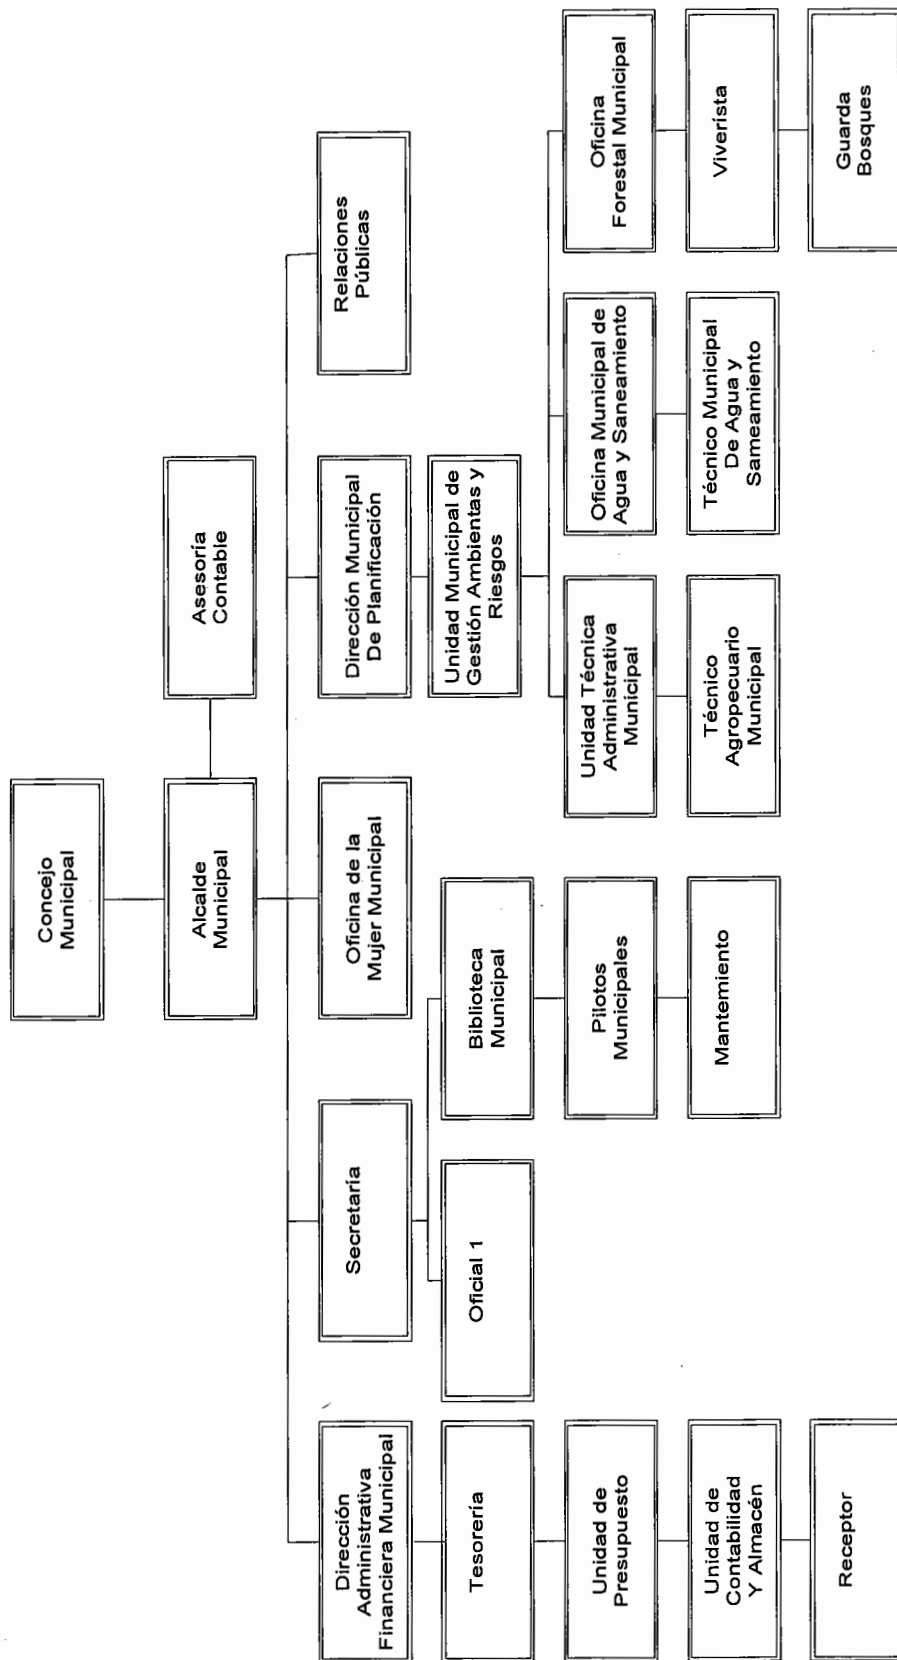 Concejo
Municipal
Alcalde
Municipal
Asesoría
Contable
Dirección
Administrativa
Financiera Municipal
Secretaría
Oficina de la
Mujer Municipal
Dirección Municipal
De Planificación
Relaciones
Públicas
Tesorería
Oficial 1
Biblioteca
Municipal
Unidad Municipal de
Gestión Ambientas y
Riesgos
Unidad de
Presupuesto
Pilotos
Municipales
Unidad Técnica
Administrativa
Municipal
Oficina Municipal de
Agua y Saneamiento
Oficina
Forestal Municipal
Unidad de
Contabilidad
Y Almacén
Mantemiento
Técnico
Agropecuario
Municipal
Técnico Municipal
De Agua y
Sameamiento
Viverista
Receptor
Guarda
Bosques